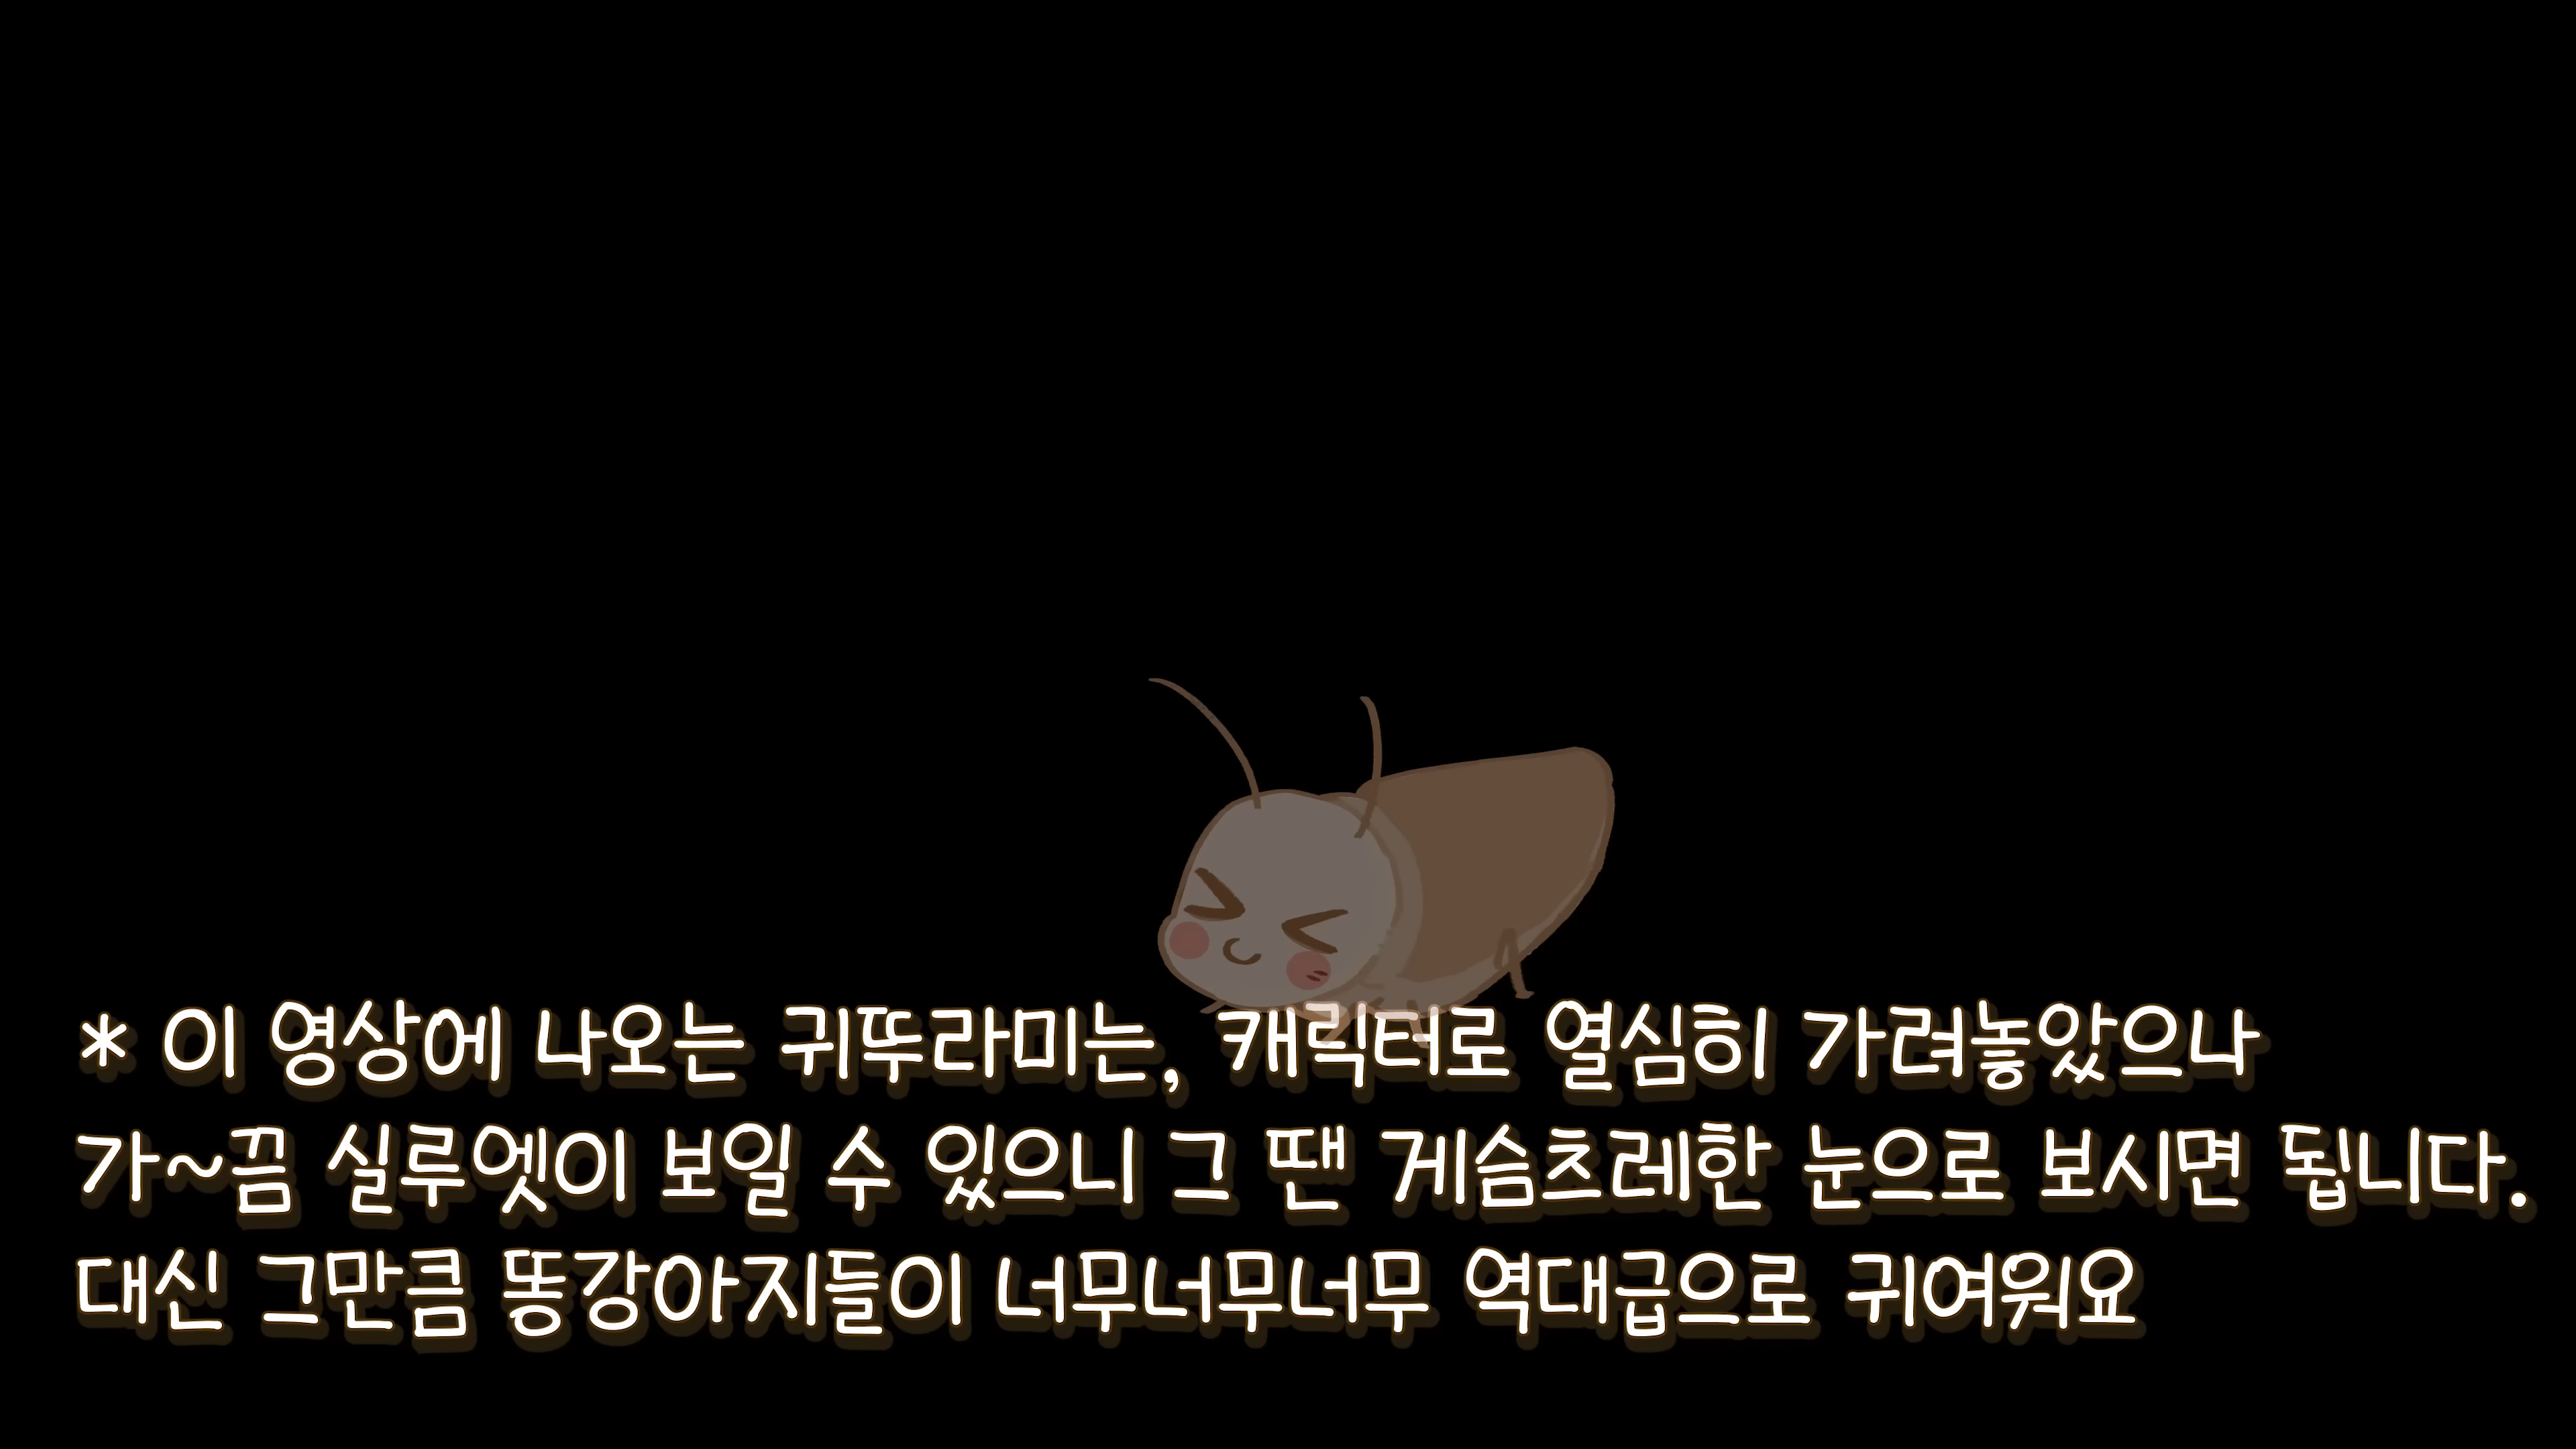 * 이 영상에 나오는 귀뚜라미는, 캐릭터로 열심히 가려놓았으나
가~끔 실루엣이 보일 수 있으니 그 땐 게슴츠레한 눈으로 보시면 됩니다.
대신 그만큼 똥강아지들이 너무너무너무 역대급으로 귀여워요